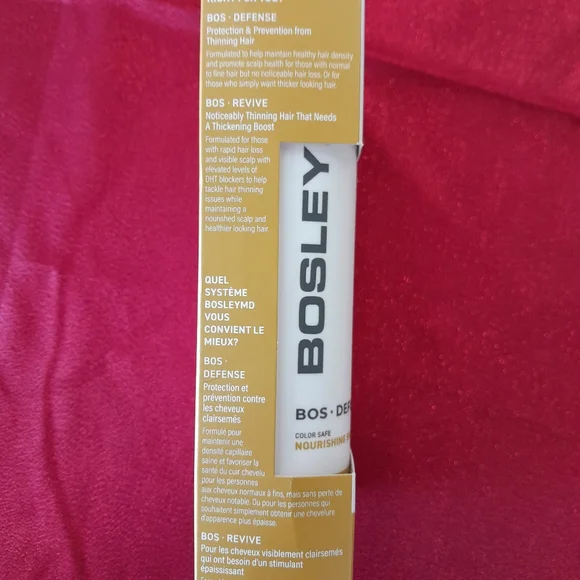 BOS · DEFENSE
Protection & Prevention from
Thinning Hair
Formulated to help maintain healthy hair density
and promote scalp health for those with normal
to fine hair but no noticeable hair loss. Or for
those who simply want thicker looking hair.
BOS · REVIVE
Noticeably Thinning Hair That Needs
A Thickening Boost
Formulated for those
with rapid hair loss
and visible scalp with
elevated levels of
DHT blockers to help
tackle hair thinning
issues while
maintaining a
nourished scalp and
healthier looking hair.
QUEL
SYSTÈME
BOSLEYMD
VOUS
CONVIENT LE
MIEUX?
BOS ·
DEFENSE
Protection et
prévention contre
les cheveux
clairsemés
Formule pour
maintenir une
densité capillaire
saine et favoriser la
santé du cuir chevelu
pour les personnes
aux cheveux normaux à fins, mais sans perte de
cheveux notable. Ou pour les personnes qui
souhaitent simplement obtenir une chevelure
d'apparence plus épaisse.
BOS · REVIVE
Pour les cheveux visiblement clairsemés
qui ont besoin d'un stimulant
épaississant
BOSLEY
BOS · DEF
COLOR SAFE
NOURISHING